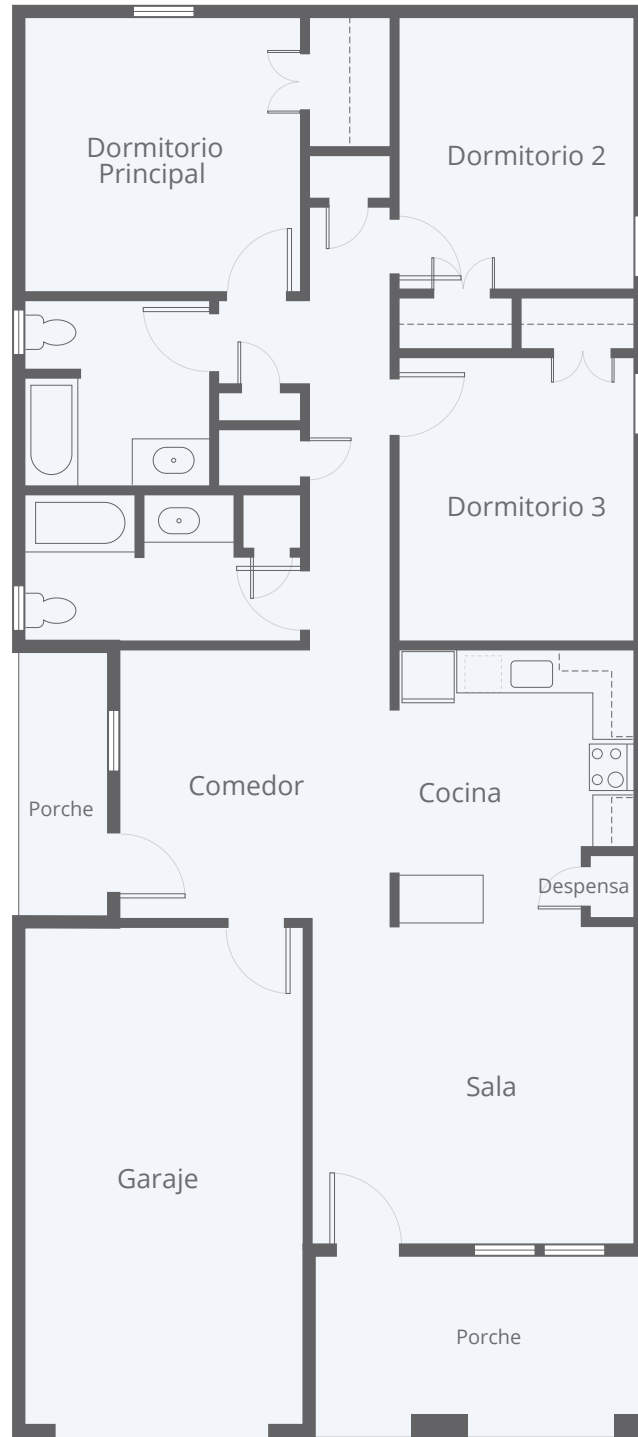 Dormitorio
Principal
Dormitorio 2
Dormitorio 3
Comedor
Cocina
Porche
Despensa
Sala
Garaje
Porche